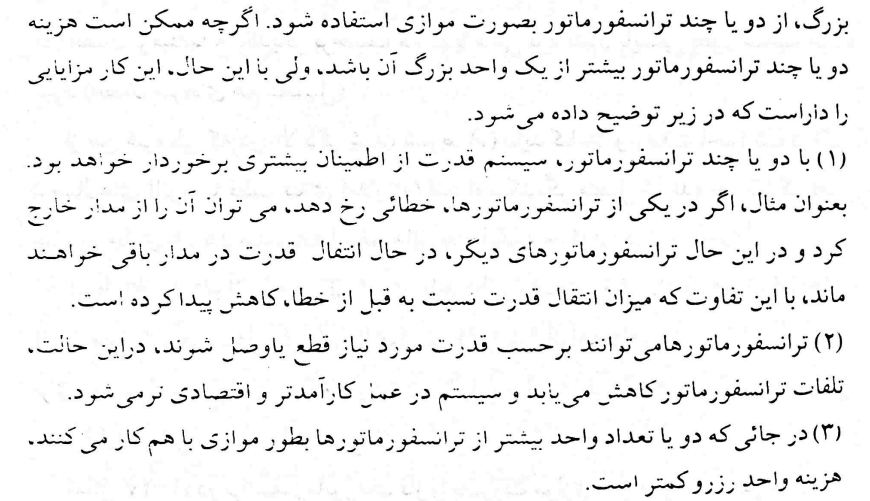 بزرگ، از دو یا چند ترانسفورماتور بصورت موازی استفاده شود. اگرچه ممکن است هزینه
دو یا چند ترانسفورماتور بیشتر از یک واحد بزرگ آن باشد، ولی با این حال، این کار مزایایی
را داراست که در زیر توضیح داده می‌شود.
(۱) با دو یا چند ترانسفورماتور، سیستم قدرت از اطمینان بیشتری برخوردار خواهد بود.
بعنوان مثال، اگر در یکی از ترانسفورماتورها، خطائی رخ دهد، می توان آن را از مدار خارج
کرد و در این حال ترانسفورماتورهای دیگر، در حال انتقال قدرت در مدار باقی خواهند
ماند، با این تفاوت که میزان انتقال قدرت نسبت به قبل از خطا، کاهش پیدا کرده است.
(۲) ترانسفورماتورهامی‌توانند برحسب قدرت مورد نیاز قطع یاوصل شوند، دراین حالت،
تلفات ترانسفورماتور کاهش می‌یابد و سیستم در عمل کارآمدتر و اقتصادی ترمی شود.
(۳) در جائی که دو یا تعداد واحد بیشتر از ترانسفورماتورها بطور موازی با هم کار می کنند،
هزینه واحد رزرو کمتر است.